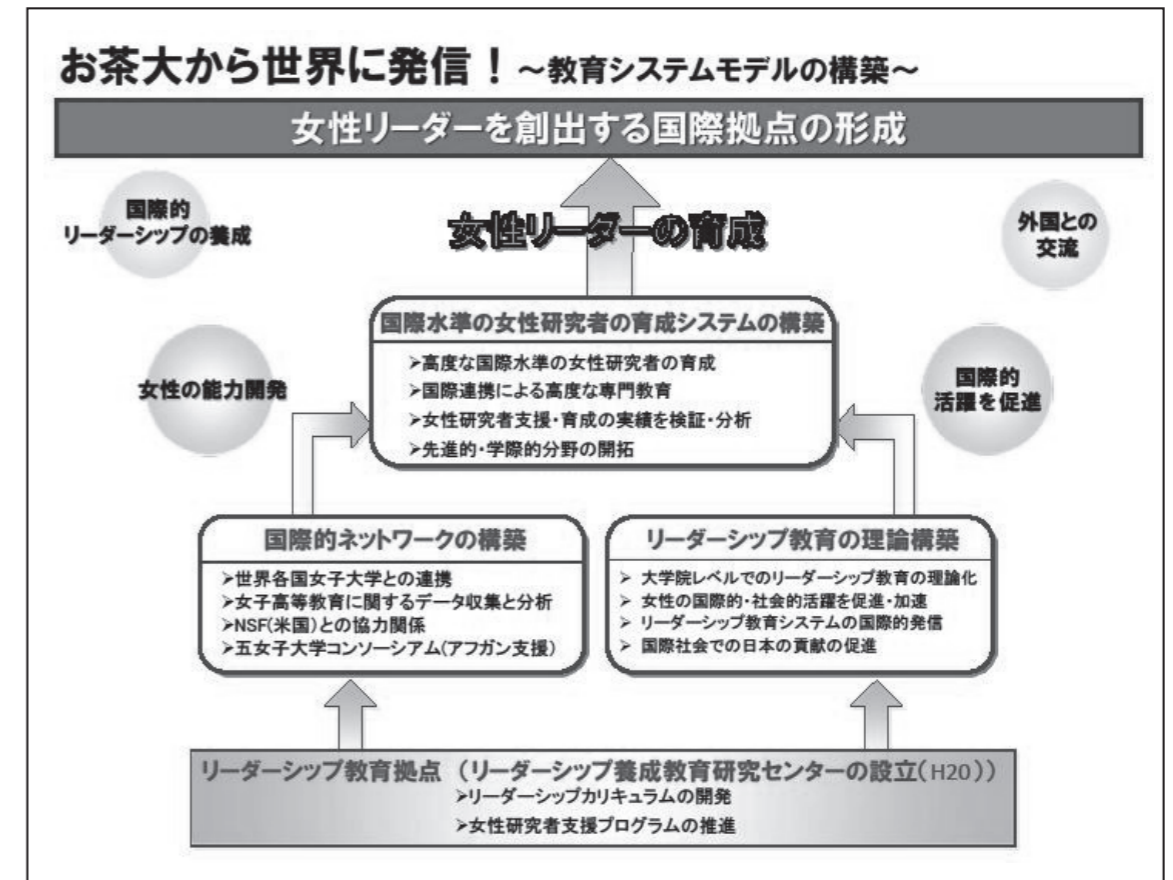 お茶大から世界に発信！～教育システムモデルの構築～
女性リーダーを創出する国際拠点の形成
国際的
リーダーシップの養成
女性リーダーの育成
外国との
交流
女性の能力開発
国際水準の女性研究者の育成システムの構築
➢高度な国際水準の女性研究者の育成
➢国際連携による高度な専門教育
➢女性研究者支援・育成の実績を検証・分析
➢先進的・学際的分野の開拓
国際的
活躍を促進
国際的ネットワークの構築
➢世界各国女子大学との連携
➢女子高等教育に関するデータ収集と分析
➢NSF(米国)との協力関係
➢五女子大学コンソーシアム(アフガン支援)
リーダーシップ教育の理論構築
➢ 大学院レベルでのリーダーシップ教育の理論化
➢ 女性の国際的・社会的活躍を促進・加速
➢ リーダーシップ教育システムの国際的発信
➢ 国際社会での日本の貢献の促進
リーダーシップ教育拠点（リーダーシップ養成教育研究センターの設立(H20)）
➢リーダーシップカリキュラムの開発
➢女性研究者支援プログラムの推進